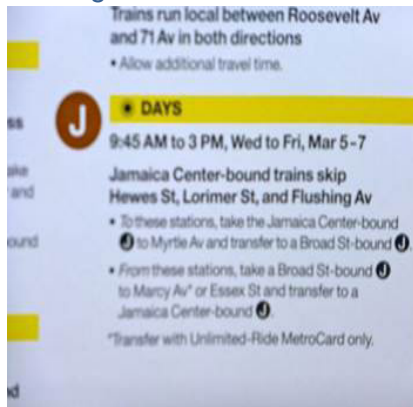 Trains run local between Roosevelt Av
and 71 Av in both directions
• Allow additional travel time.
J
DAYS
9:45 AM to 3 PM, Wed to Fri, Mar 5-7
ss
Jamaica Center-bound trains skip
Hewes St, Lorimer St, and Flushing Av
ake
and
• To these stations, take the Jamaica Center-bound
J to Myrtle Av and transfer to a Broad St-bound J.
ound
• From these stations, take a Broad St-bound J
to Marcy Av* or Essex St and transfer to a
Jamaica Center-bound J.
*Transfer with Unlimited-Ride MetroCard only.